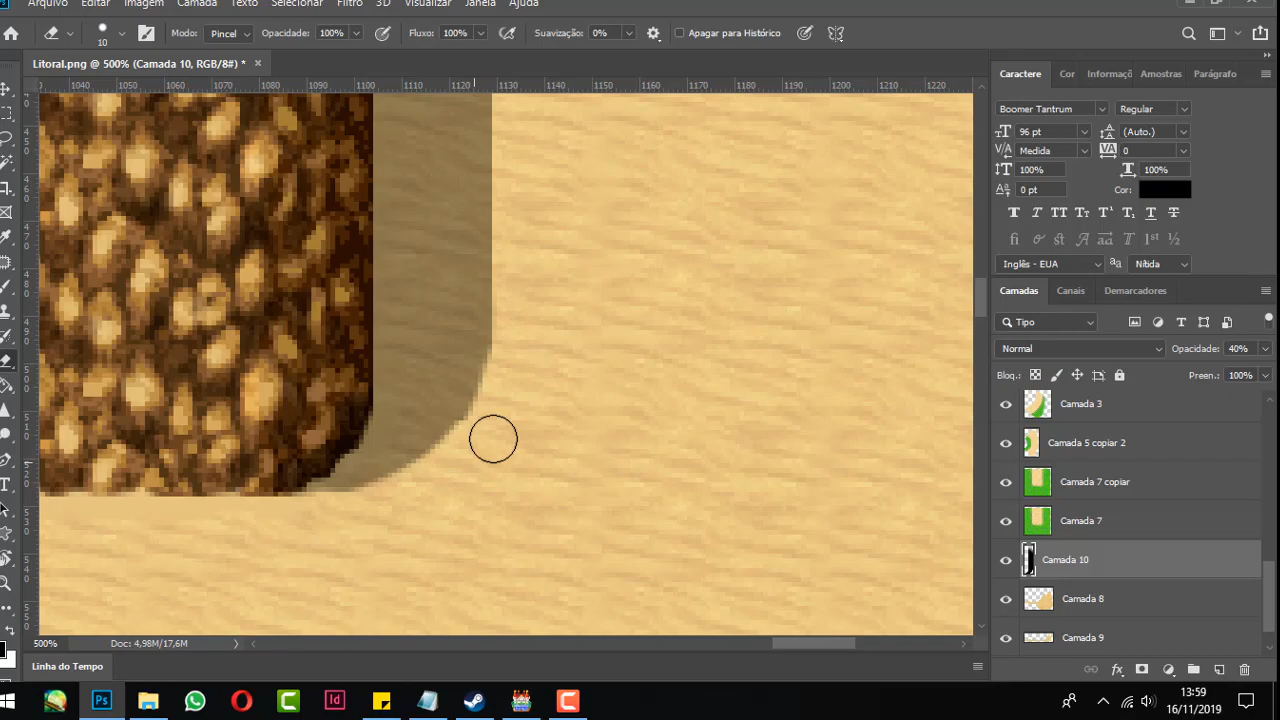 Arquivo Editar Imagem Camada Texto Selecionar Filtro 3D Visualizar Janela Ajuda
10 Modo: Pincel Opacidade: 100% Fluxo: 100% Suavização: 0% Apagar para Histórico
Litoral.png @ 500% (Camada 10, RGB/8#) *
1040 1050 1060 1070 1080 1090 1100 1110 1120 1130 1140 1150 1160 1170 1180 1190 1200 1210 1220
Caractere Cor Informaçõ Amostras Parágrafo
Boomer Tantrum Regular
96 pt (Auto.)
Medida 0
100% 100%
0 pt Cor:
Inglês - EUA Nítida
Camadas Canais Demarcadores
Tipo
Normal Opacidade: 40%
Bloq.: Preen.: 100%
Camada 3
Camada 5 copiar 2
Camada 7 copiar
Camada 7
Camada 10
Camada 8
Camada 9
500% Doc: 4,98M/17,6M
Linha do Tempo
13:59
16/11/2019